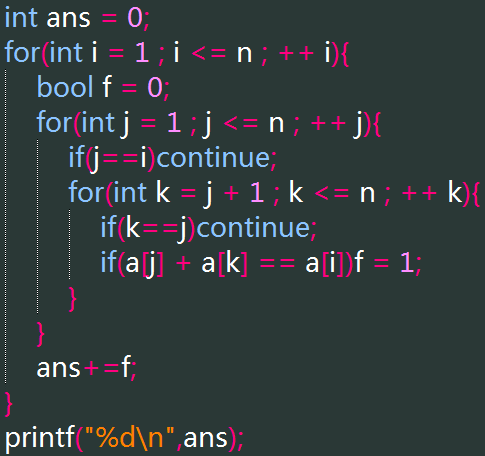 int ans = 0;
for(int i = 1 ; i <= n ; ++ i){
    bool f = 0;
    for(int j = 1 ; j <= n ; ++ j){
        if(j==i)continue;
        for(int k = j + 1 ; k <= n ; ++ k){
            if(k==j)continue;
            if(a[j] + a[k] == a[i])f = 1;
        }
    }
    ans+=f;
}
printf("%d\n",ans);